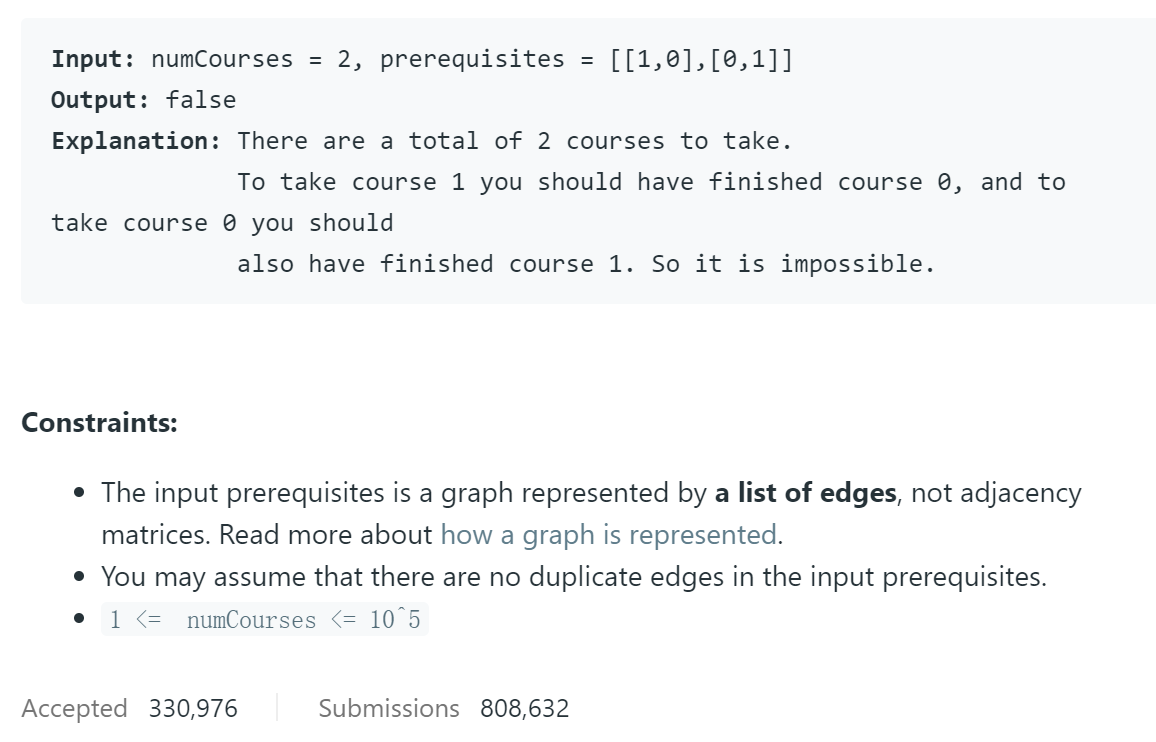 Input: numCourses = 2, prerequisites = [[1,0],[0,1]]
Output: false
Explanation: There are a total of 2 courses to take.
To take course 1 you should have finished course 0, and to
take course 0 you should
also have finished course 1. So it is impossible.
Constraints:
• The input prerequisites is a graph represented by a list of edges, not adjacency
matrices. Read more about how a graph is represented.
• You may assume that there are no duplicate edges in the input prerequisites.
• 1 <= numCourses <= 10^5
Accepted 330,976 Submissions 808,632